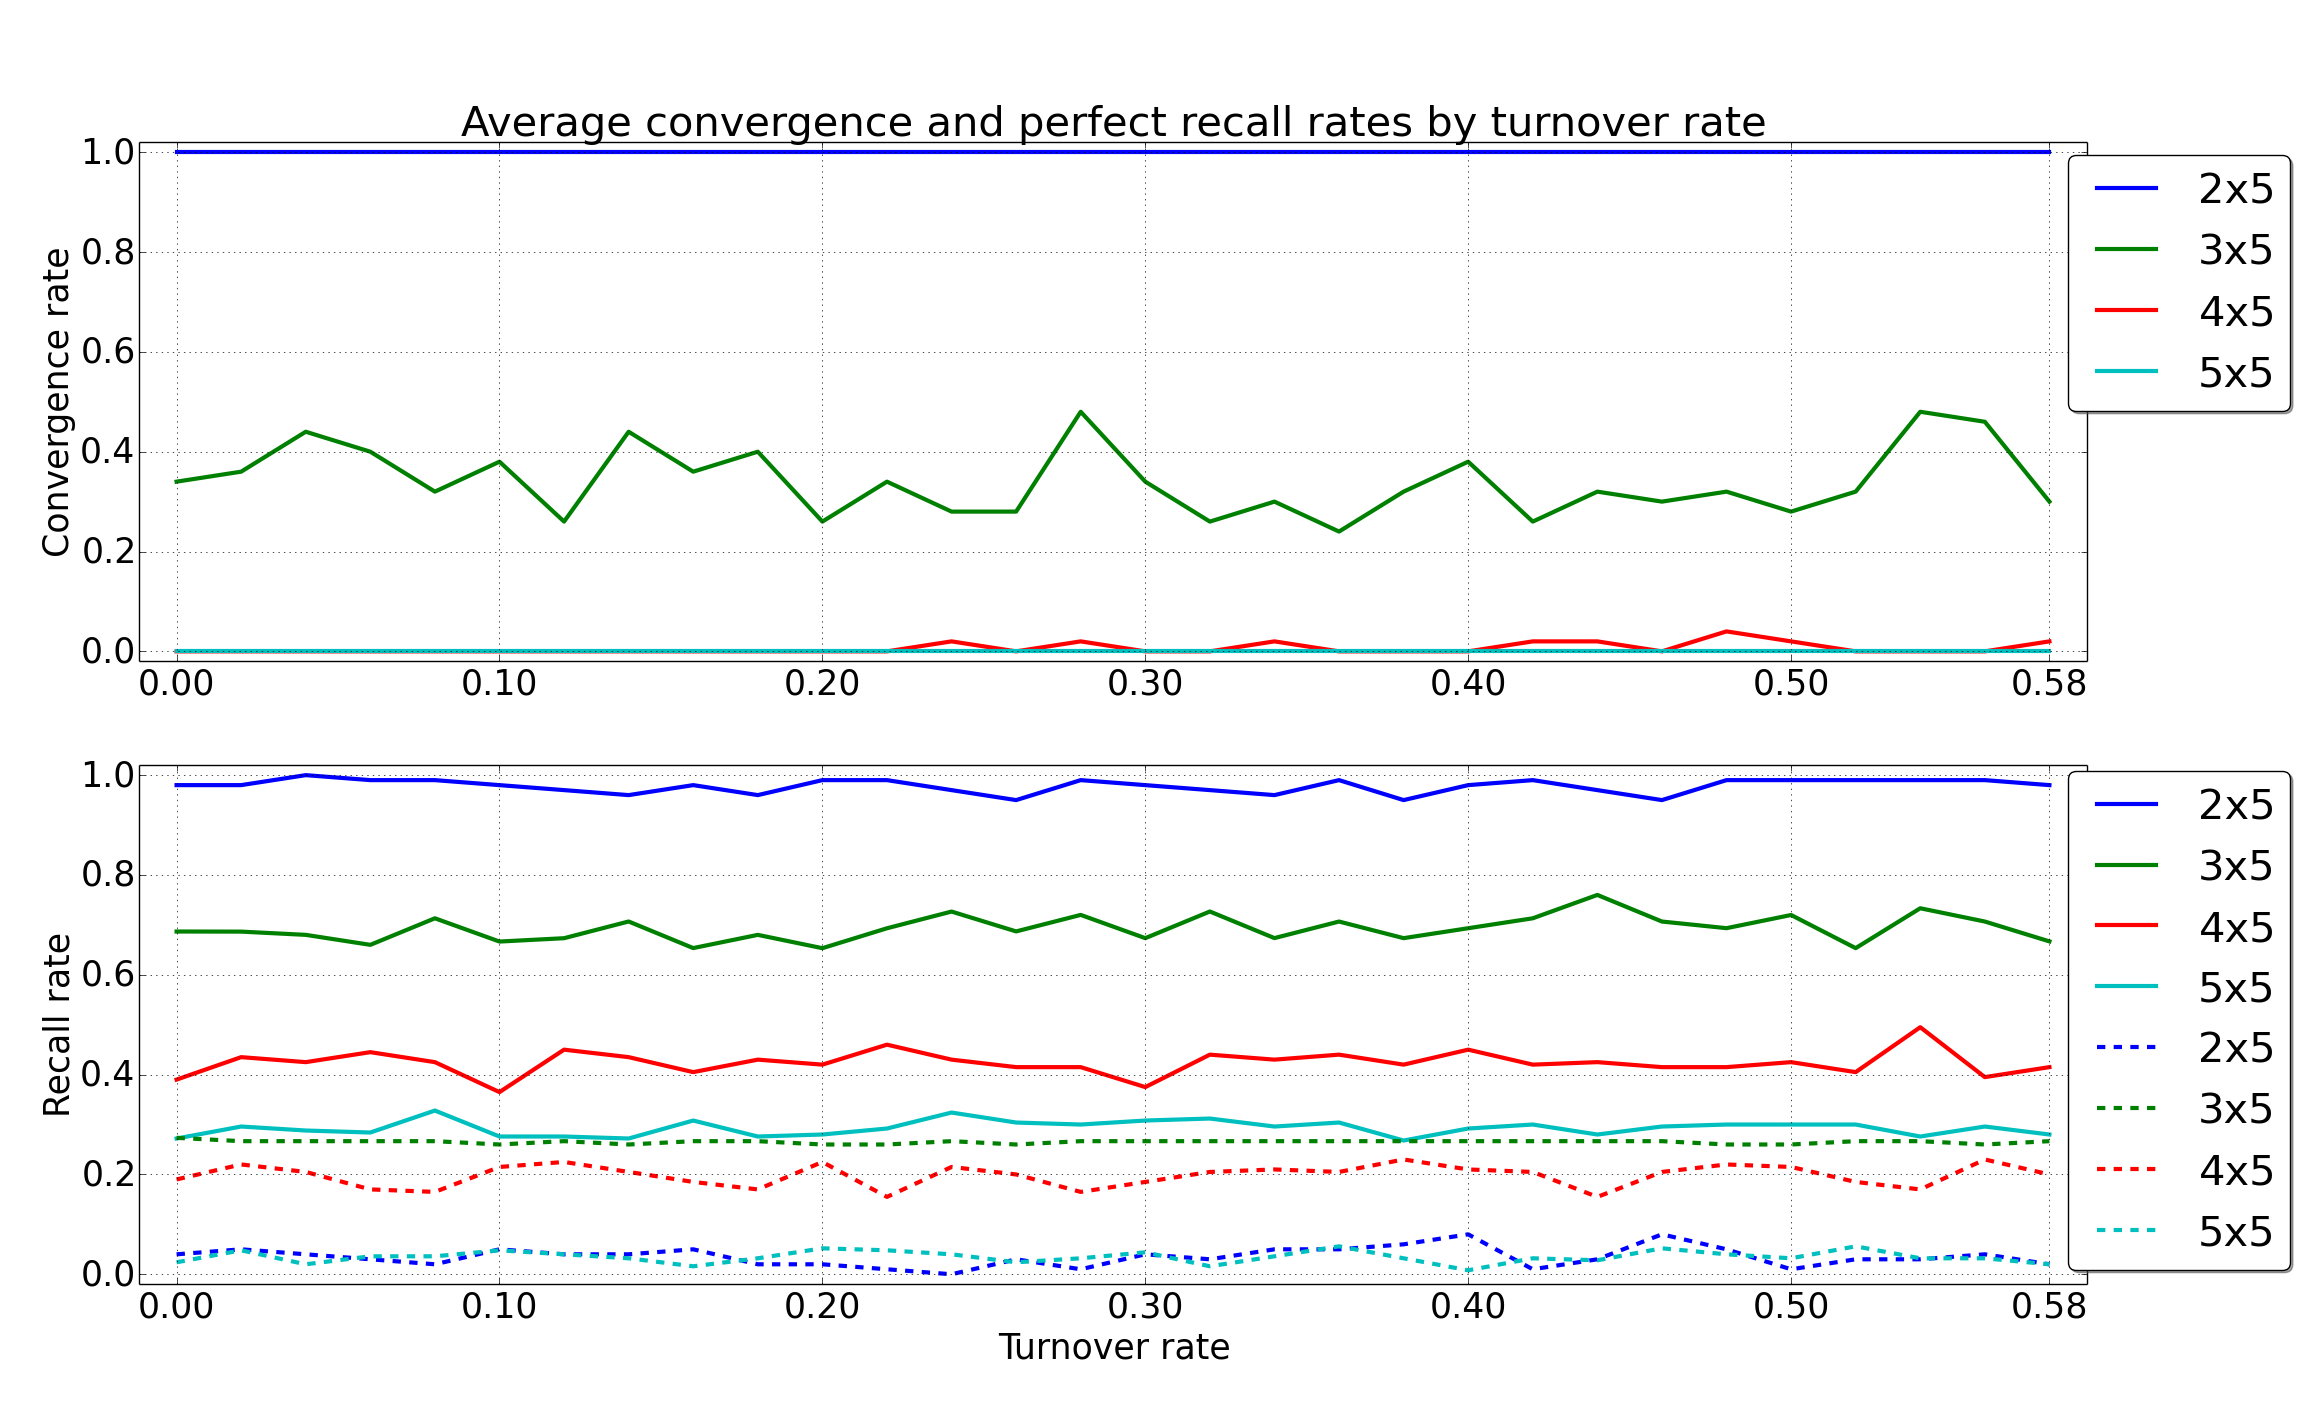 Average convergence and perfect recall rates by turnover rate
Convergence rate
1.0
0.8
0.6
0.4
0.2
0.0
0.00 0.10 0.20 0.30 0.40 0.50 0.58
2x5
3x5
4x5
5x5
Recall rate
1.0
0.8
0.6
0.4
0.2
0.0
0.00 0.10 0.20 0.30 0.40 0.50 0.58
Turnover rate
2x5
3x5
4x5
5x5
2x5
3x5
4x5
5x5